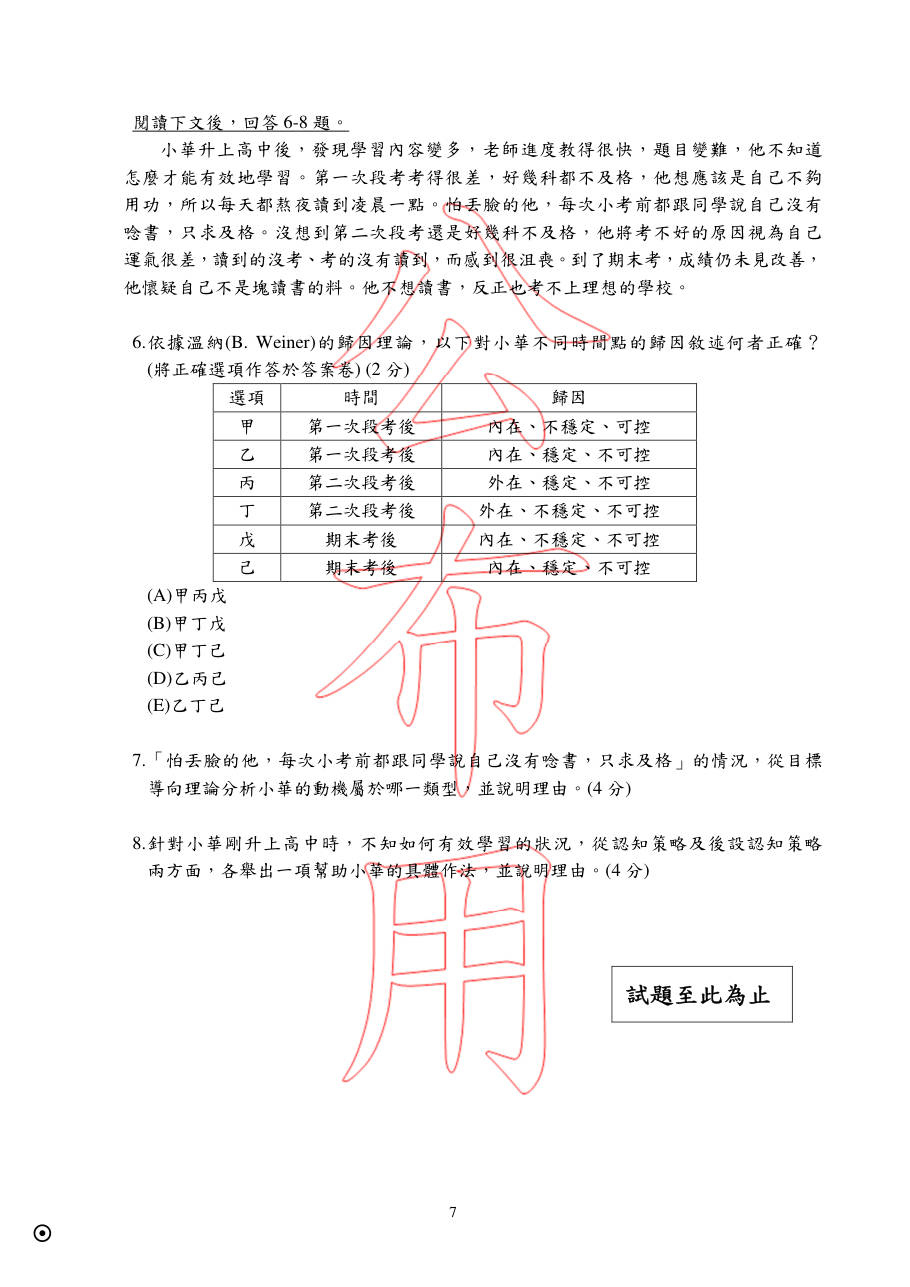 閱讀下文後，回答 6-8 題。
小華升上高中後，發現學習內容變多，老師進度教得很快，題目變難，他不知道
怎麼才能有效地學習。第一次段考考得很差，好幾科都不及格，他想應該是自己不夠
用功，所以每天都熬夜讀到凌晨一點。怕丟臉的他，每次小考前都跟同學說自己沒有
唸書，只求及格。沒想到第二次段考還是好幾科不及格，他將考不好的原因視為自己
運氣很差，讀到的沒考、考的沒有讀到，而感到很沮喪。到了期末考，成績仍未見改善，
他懷疑自己不是塊讀書的料。他不想讀書，反正也考不上理想的學校。
6.依據溫納(B. Weiner)的歸因理論，以下對小華不同時間點的歸因敘述何者正確？
(將正確選項作答於答案卷) (2 分)
選項 時間 歸因
甲 第一次段考後 內在、不穩定、可控
乙 第一次段考後 內在、穩定、不可控
丙 第二次段考後 外在、穩定、不可控
丁 第二次段考後 外在、不穩定、不可控
戊 期末考後 內在、不穩定、不可控
己 期末考後 內在、穩定、不可控
(A)甲丙戊
(B)甲丁戊
(C)甲丁己
(D)乙丙己
(E)乙丁己
7.「怕丟臉的他，每次小考前都跟同學說自己沒有唸書，只求及格」的情況，從目標
導向理論分析小華的動機屬於哪一類型，並說明理由。(4 分)
8.針對小華剛升上高中時，不知如何有效學習的狀況，從認知策略及後設認知策略
兩方面，各舉出一項幫助小華的具體作法，並說明理由。(4 分)
試題至此為止
7
公布用